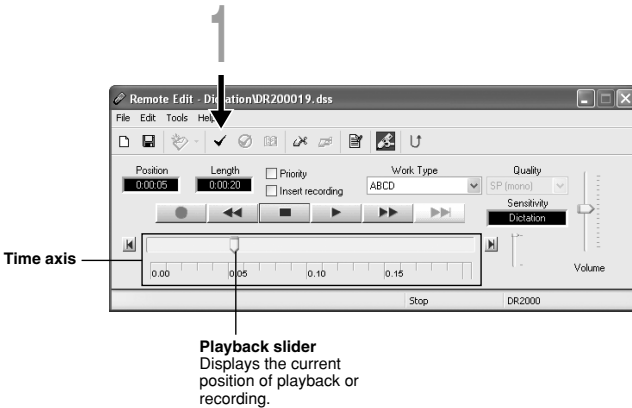 1
Remote Edit - Dictation\DR200019.dss
File Edit Tools Help
Position Length Priority Work Type Quality
0:00:05 0:00:20 Insert recording ABCD SP (mono)
Sensitivity
Dictation
Time axis
0.00 0.05 0.10 0.15
Volume
Stop DR2000
Playback slider
Displays the current
position of playback or
recording.